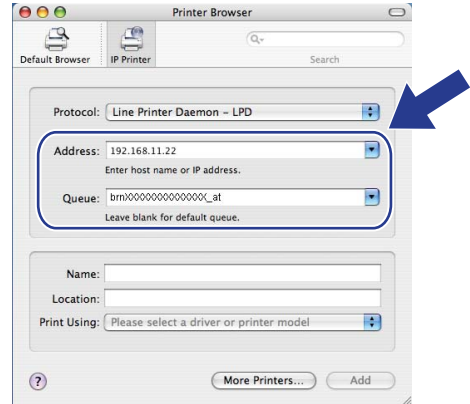 Printer Browser
Default Browser IP Printer Search
Protocol: Line Printer Daemon – LPD
Address: 192.168.11.22
Enter host name or IP address.
Queue: brnXXXXXXXXXXXX_at
Leave blank for default queue.
Name:
Location:
Print Using: Please select a driver or printer model
? More Printers... Add